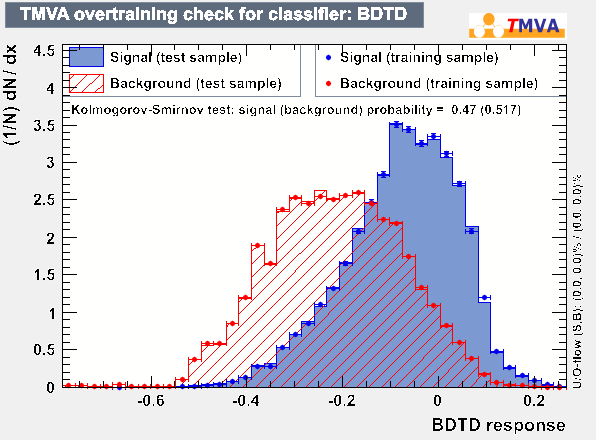 TMVA overtraining check for classifier: BDTD
TMVA
Signal (test sample)
Background (test sample)
Signal (training sample)
Background (training sample)
Kolmogorov-Smirnov test: signal (background) probability = 0.47 (0.517)
(1/N) dN / dx
4.5
4
3.5
3
2.5
2
1.5
1
0.5
0
-0.6
-0.4
-0.2
0
0.2
BDTD response
U/O-flow (S,B): (0.0, 0.0)% / (0.0, 0.0)%